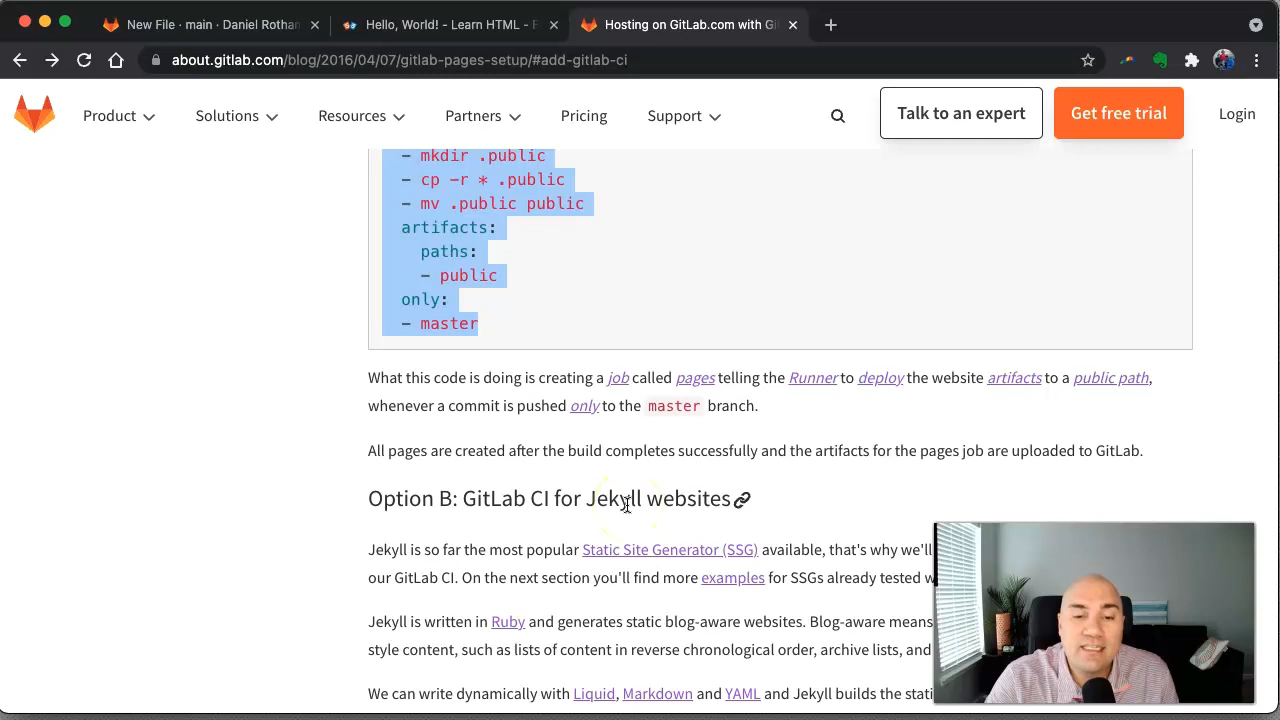 New File · main · Daniel Rothan
Hello, World! - Learn HTML - F
Hosting on GitLab.com with Git
about.gitlab.com/blog/2016/04/07/gitlab-pages-setup/#add-gitlab-ci
Product
Solutions
Resources
Partners
Pricing
Support
Talk to an expert
Get free trial
Login
- mkdir .public
- cp -r * .public
- mv .public public
artifacts:
paths:
- public
only:
- master
What this code is doing is creating a job called pages telling the Runner to deploy the website artifacts to a public path,
whenever a commit is pushed only to the master branch.
All pages are created after the build completes successfully and the artifacts for the pages job are uploaded to GitLab.
Option B: GitLab CI for Jekyll websites
Jekyll is so far the most popular Static Site Generator (SSG) available, that's why we'll
our GitLab CI. On the next section you'll find more examples for SSGs already tested w
Jekyll is written in Ruby and generates static blog-aware websites. Blog-aware means
style content, such as lists of content in reverse chronological order, archive lists, and
We can write dynamically with Liquid, Markdown and YAML and Jekyll builds the stati